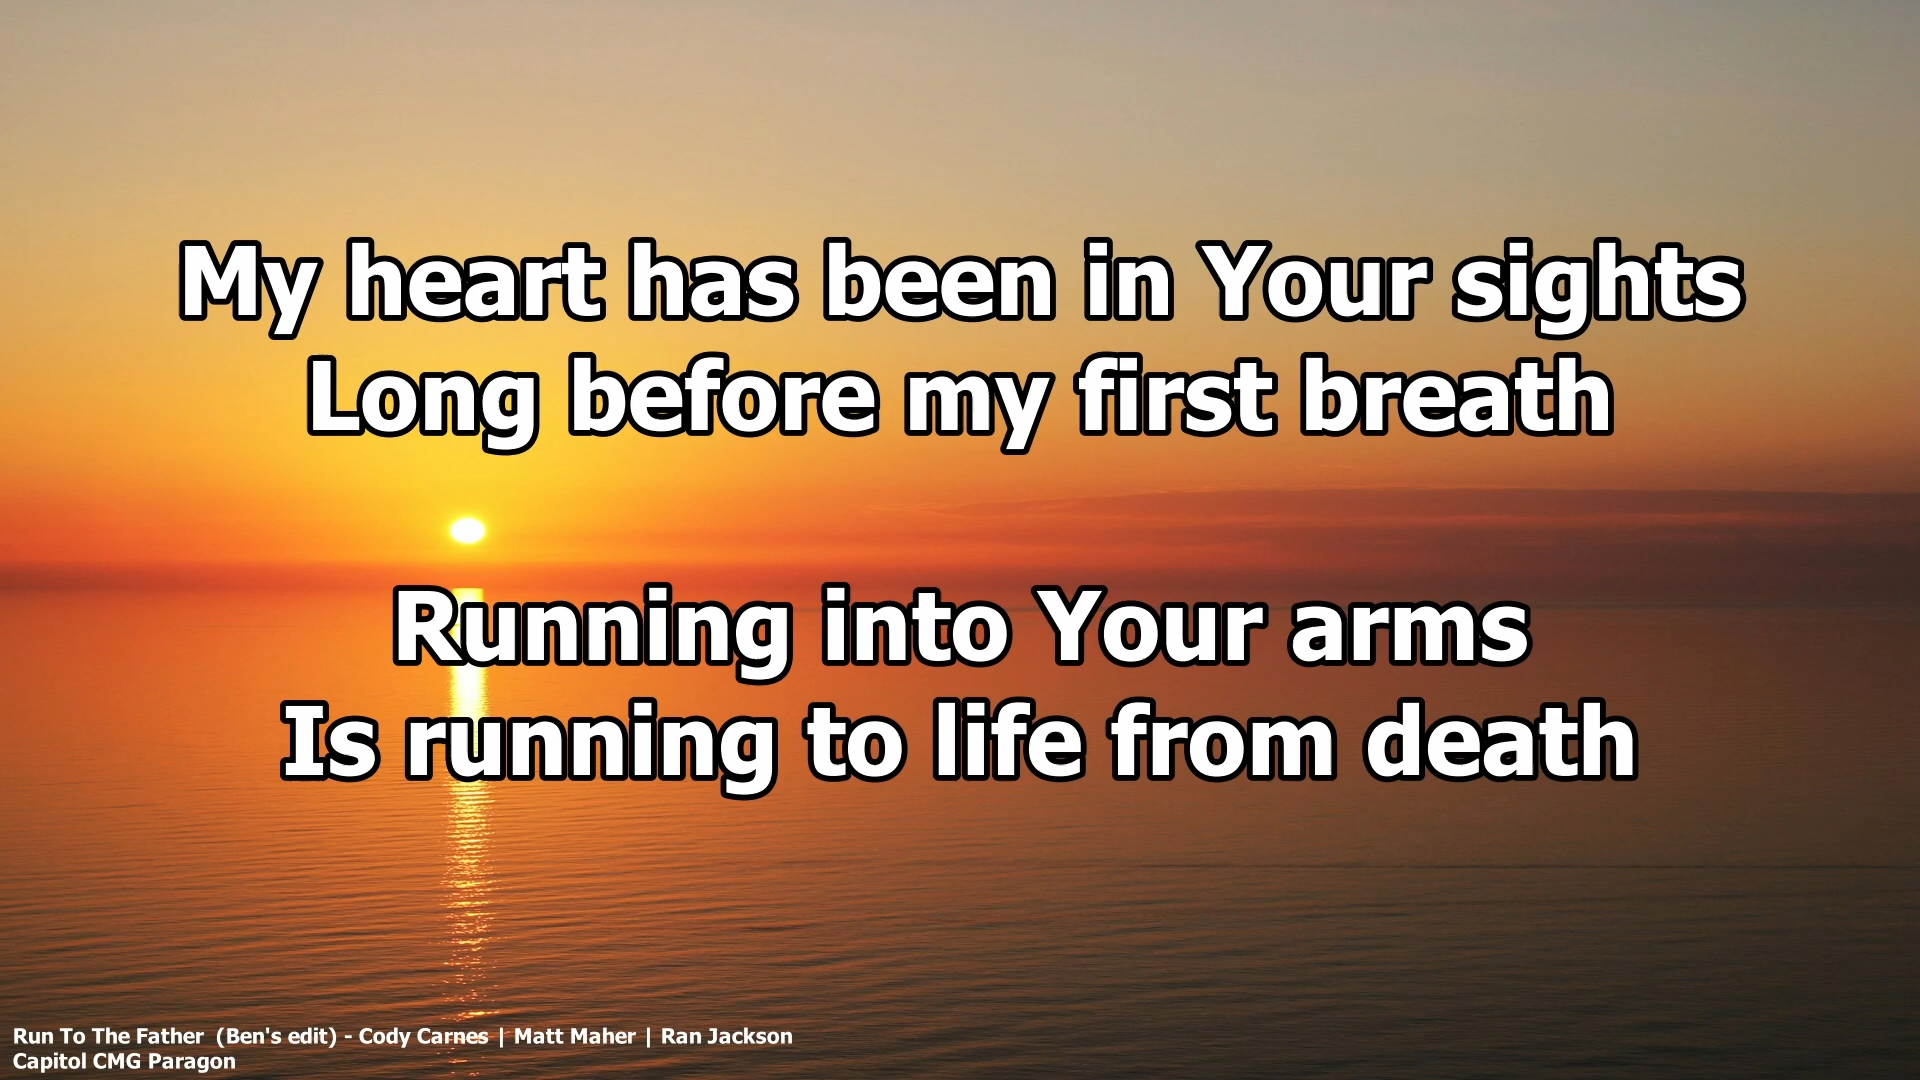 My heart has been in Your sights
Long before my first breath
Running into Your arms
Is running to life from death
Run To The Father  (Ben's edit) - Cody Carnes | Matt Maher | Ran Jackson
Capitol CMG Paragon